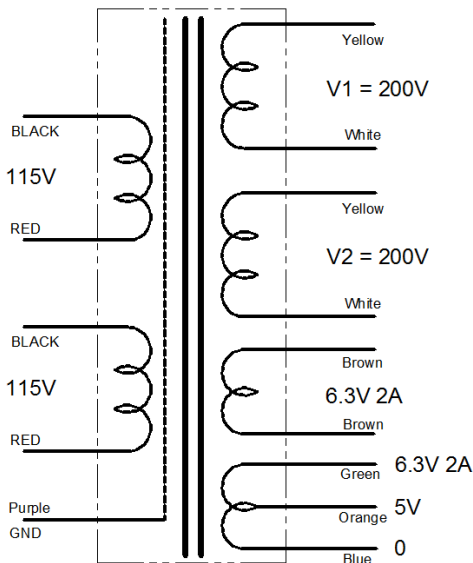 BLACK
115V
RED
BLACK
115V
RED
Purple
GND
Yellow
V1 = 200V
White
Yellow
V2 = 200V
White
Brown
6.3V 2A
Brown
Green 6.3V 2A
Orange 5V
Blue 0